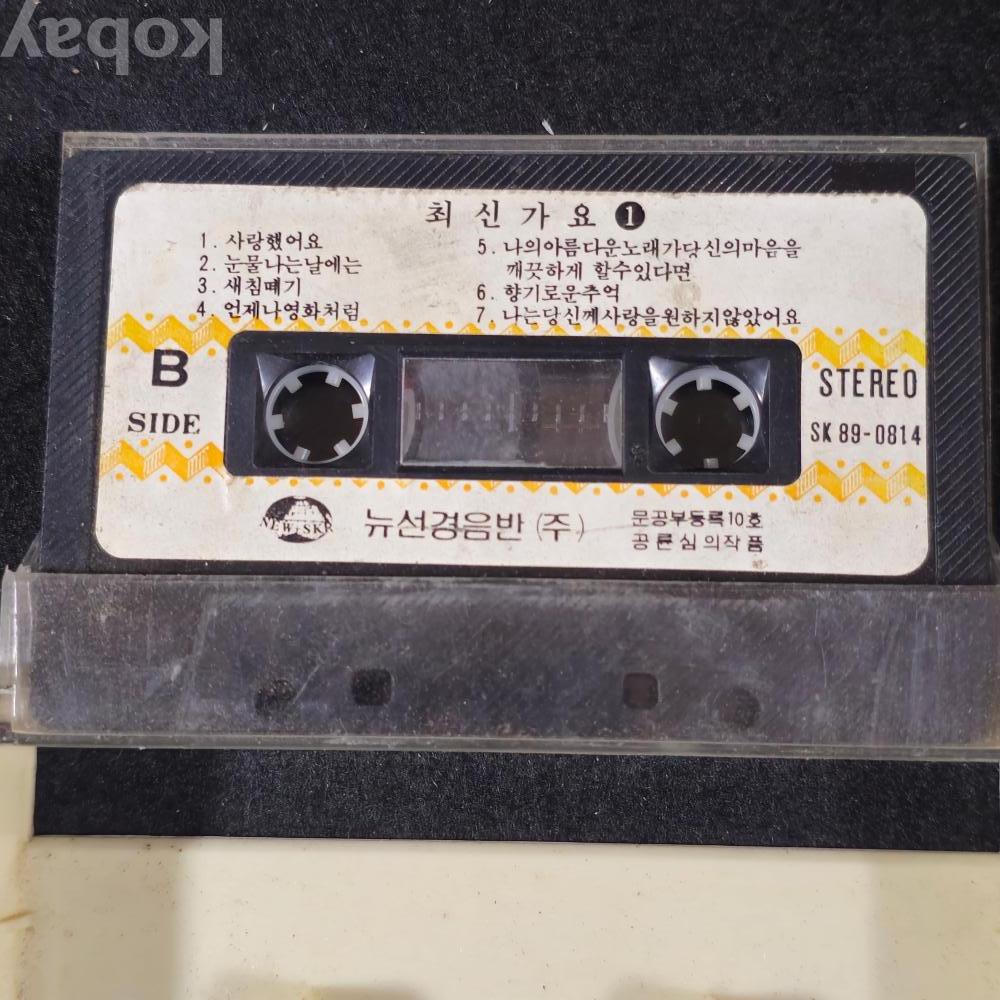 kobay
최신가요 1
1. 사랑했어요
2. 눈물나는날에는
3. 새침떼기
4. 언제나영화처럼
5. 나의아름다운노래가당신의마음을
깨끗하게 할수있다면
6. 향기로운추억
7. 나는당신께사랑을원하지않았어요
B
SIDE
STEREO
SK 89-0814
NEW SKR
뉴선경음반 (주)
문공부등록10호
공륜심의작품